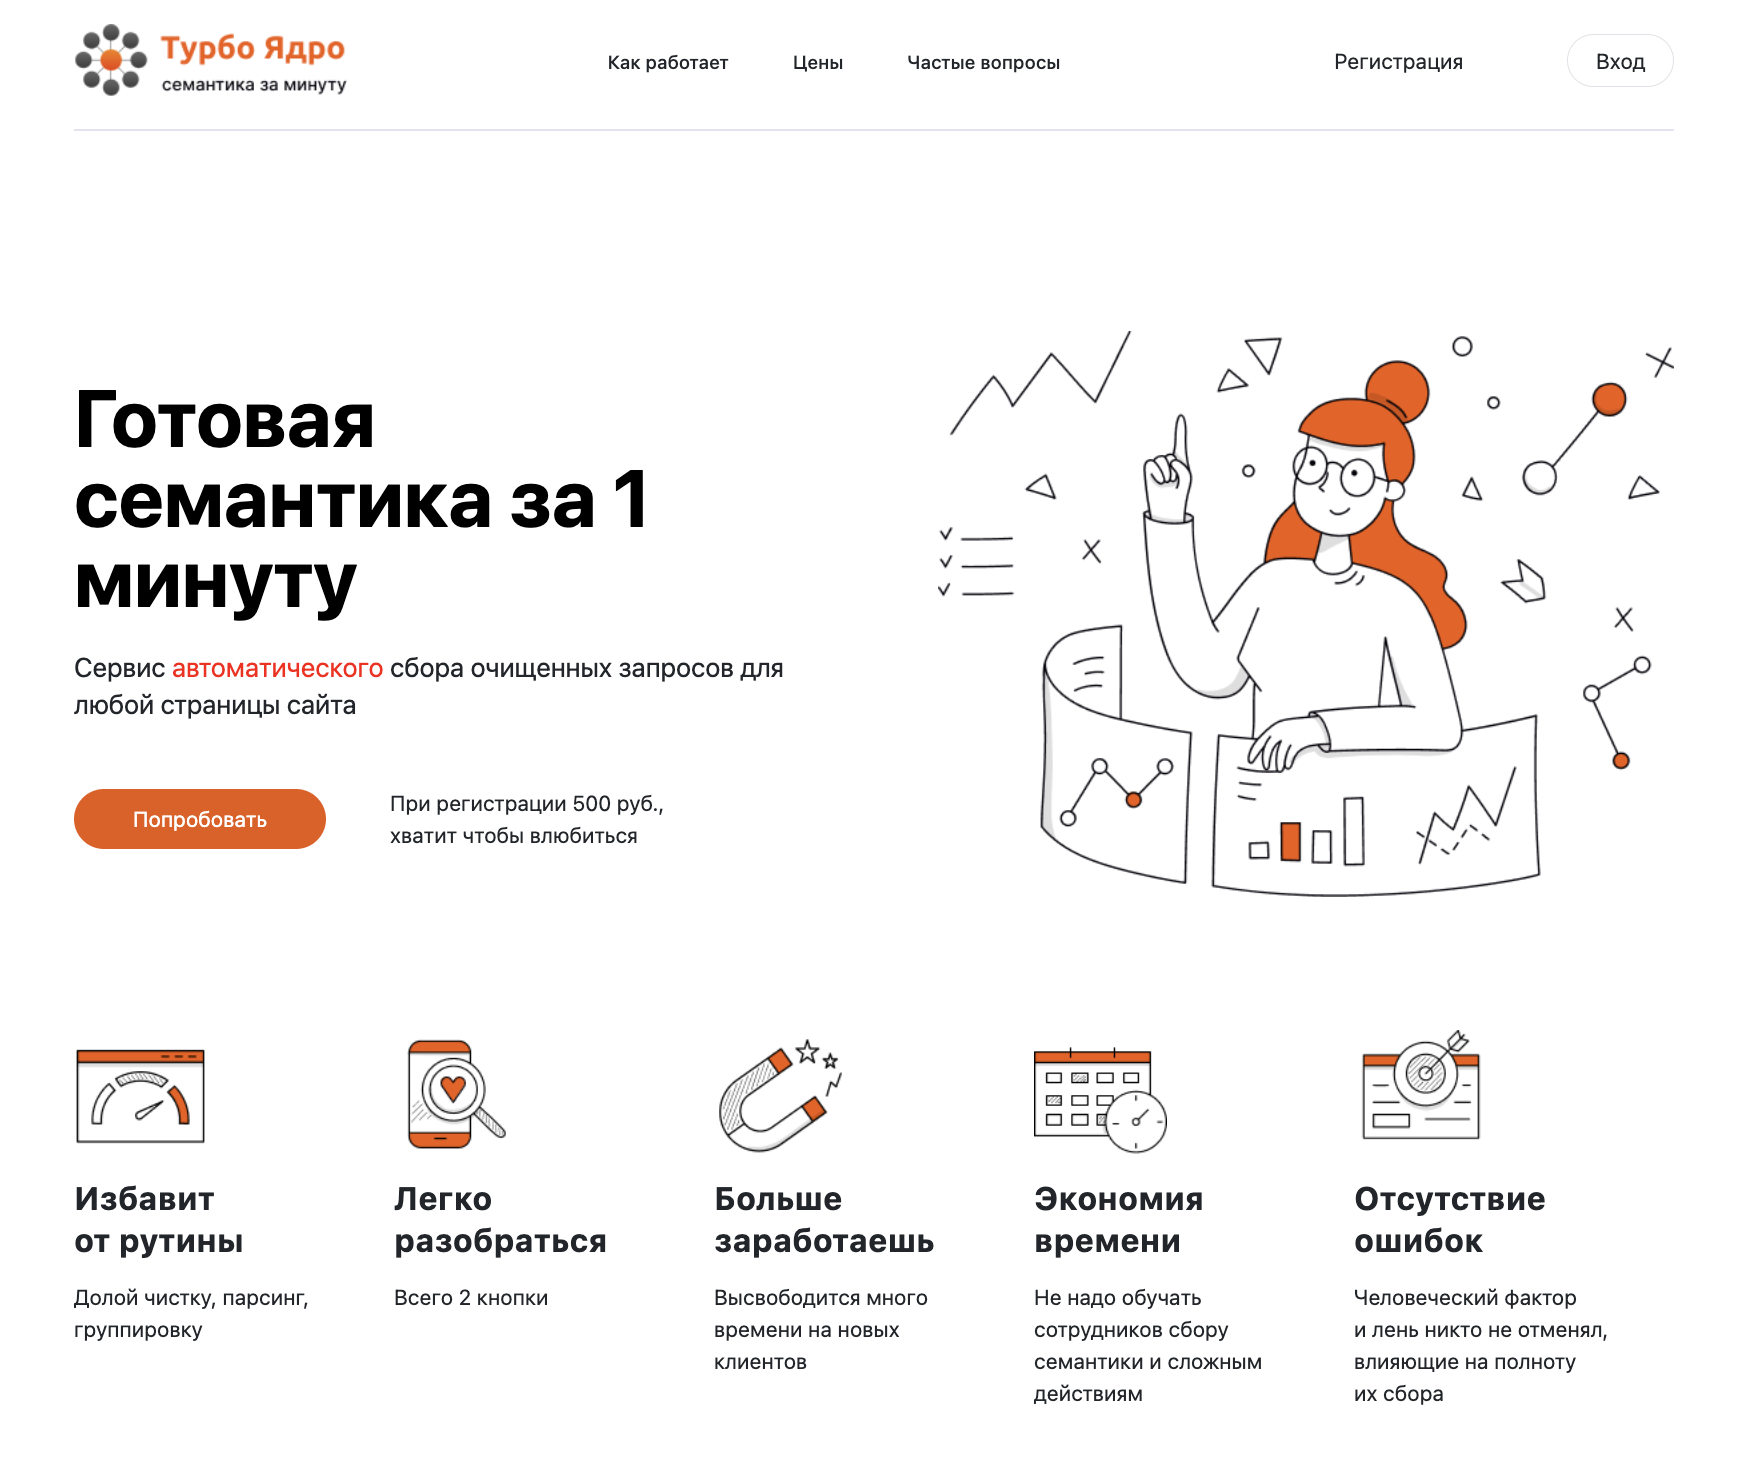 Турбо Ядро
семантика за минуту
Как работает
Цены
Частые вопросы
Регистрация
Вход
Готовая
семантика за 1
минуту
Сервис автоматического сбора очищенных запросов для
любой страницы сайта
Попробовать
При регистрации 500 руб.,
хватит чтобы влюбиться
Избавит
от рутины
Долой чистку, парсинг,
группировку
Легко
разобраться
Всего 2 кнопки
Больше
заработаешь
Высвободится много
времени на новых
клиентов
Экономия
времени
Не надо обучать
сотрудников сбору
семантики и сложным
действиям
Отсутствие
ошибок
Человеческий фактор
и лень никто не отменял,
влияющие на полноту
их сбора